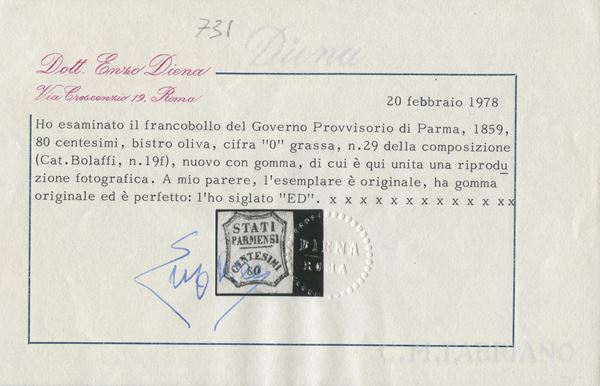 731
Diena
Dott. Enzo Diena
Via Crescenzio 19, Roma
20 febbraio 1978
Ho esaminato il francobollo del Governo Provvisorio di Parma, 1859,
80 centesimi, bistro oliva, cifra "0" grassa, n.29 della composizione
(Cat.Bolaffi, n.19f), nuovo con gomma, di cui è qui unita una riprodu
zione fotografica. A mio parere, l'esemplare è originale, ha gomma
originale ed è perfetto: l'ho siglato "ED". x x x x x x x x x x x x xx
STATI
PARMENSI
CENTESIMI
80
DIENA
ROMA
C.M.FABRIANO